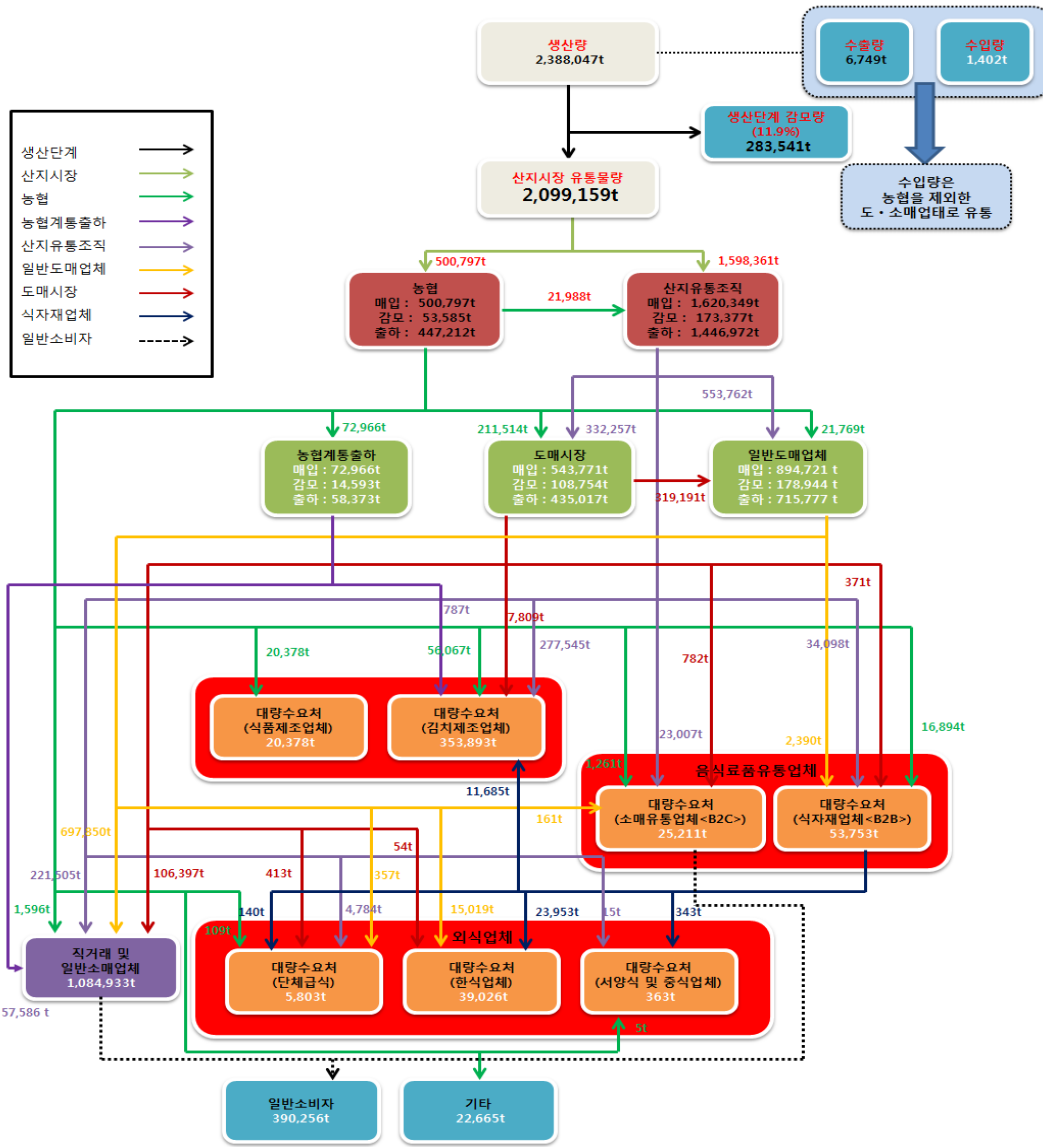 생산량
2,388,047t
수출량
6,749t
수입량
1,402t
생산단계 감모량
(11.9%)
283,541t
산지시장 유통물량
2,099,159t
수입량은
농협을 제외한
도・소매업태로 유통
생산단계
산지시장
농협
농협계통출하
산지유통조직
일반도매업체
도매시장
식자재업체
일반소비자
500,797t
1,598,361t
농협
매입 : 500,797t
감모 : 53,585t
출하 : 447,212t
21,988t
산지유통조직
매입 : 1,620,349t
감모 : 173,377t
출하 : 1,446,972t
553,762t
72,966t
211,514t
332,257t
21,769t
농협계통출하
매입 : 72,966t
감모 : 14,593t
출하 : 58,373t
도매시장
매입 : 543,771t
감모 : 108,754t
출하 : 435,017t
319,191t
일반도매업체
매입 : 894,721 t
감모 : 178,944 t
출하 : 715,777 t
371t
787t
7,809t
20,378t
56,067t
277,545t
782t
34,098t
16,894t
대량수요처
(식품제조업체)
20,378t
대량수요처
(김치제조업체)
353,893t
23,007t
2,390t
1,261t
음식료품유통업체
대량수요처
(소매유통업체<B2C>)
25,211t
대량수요처
(식자재업체<B2B>)
53,753t
11,685t
161t
697,850t
54t
221,505t
106,397t
413t
357t
1,596t
140t
4,784t
15,019t
23,953t
15t
343t
109t
외식업체
직거래 및
일반소매업체
1,084,933t
57,586 t
대량수요처
(단체급식)
5,803t
대량수요처
(한식업체)
39,026t
대량수요처
(서양식 및 중식업체)
363t
5t
일반소비자
390,256t
기타
22,665t